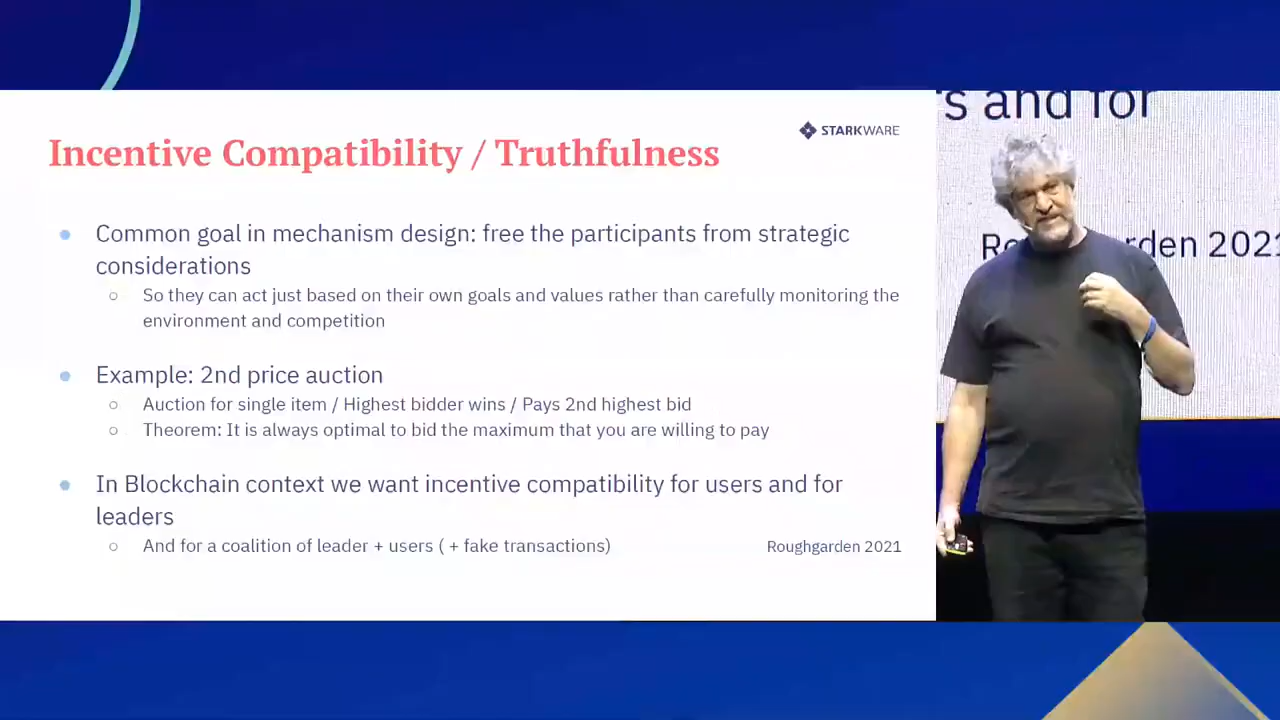 STARKWARE
Incentive Compatibility / Truthfulness
● Common goal in mechanism design: free the participants from strategic
considerations
○ So they can act just based on their own goals and values rather than carefully monitoring the
environment and competition
● Example: 2nd price auction
○ Auction for single item / Highest bidder wins / Pays 2nd highest bid
○ Theorem: It is always optimal to bid the maximum that you are willing to pay
● In Blockchain context we want incentive compatibility for users and for
leaders
○ And for a coalition of leader + users ( + fake transactions)
Roughgarden 2021
's and for
2021